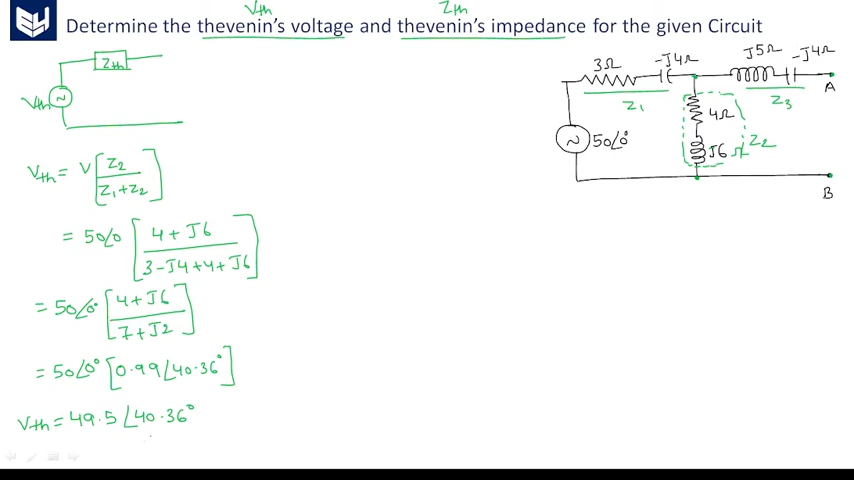 Vth Zth
Determine the thevenin's voltage and thevenin's impedance for the given Circuit
Zth
Vth ~
Vth = V [Z2 / Z1+Z2]
= 50∠0 [4+J6 / 3-J4+4+J6]
= 50∠0° [4+J6 / 7+J2]
= 50∠0° [0.99∠40.36°]
Vth = 49.5∠40.36°
3Ω -J4Ω J5Ω -J4Ω
Z1 Z3 A
4Ω
~ 50∠0° J6Ω Z2
B